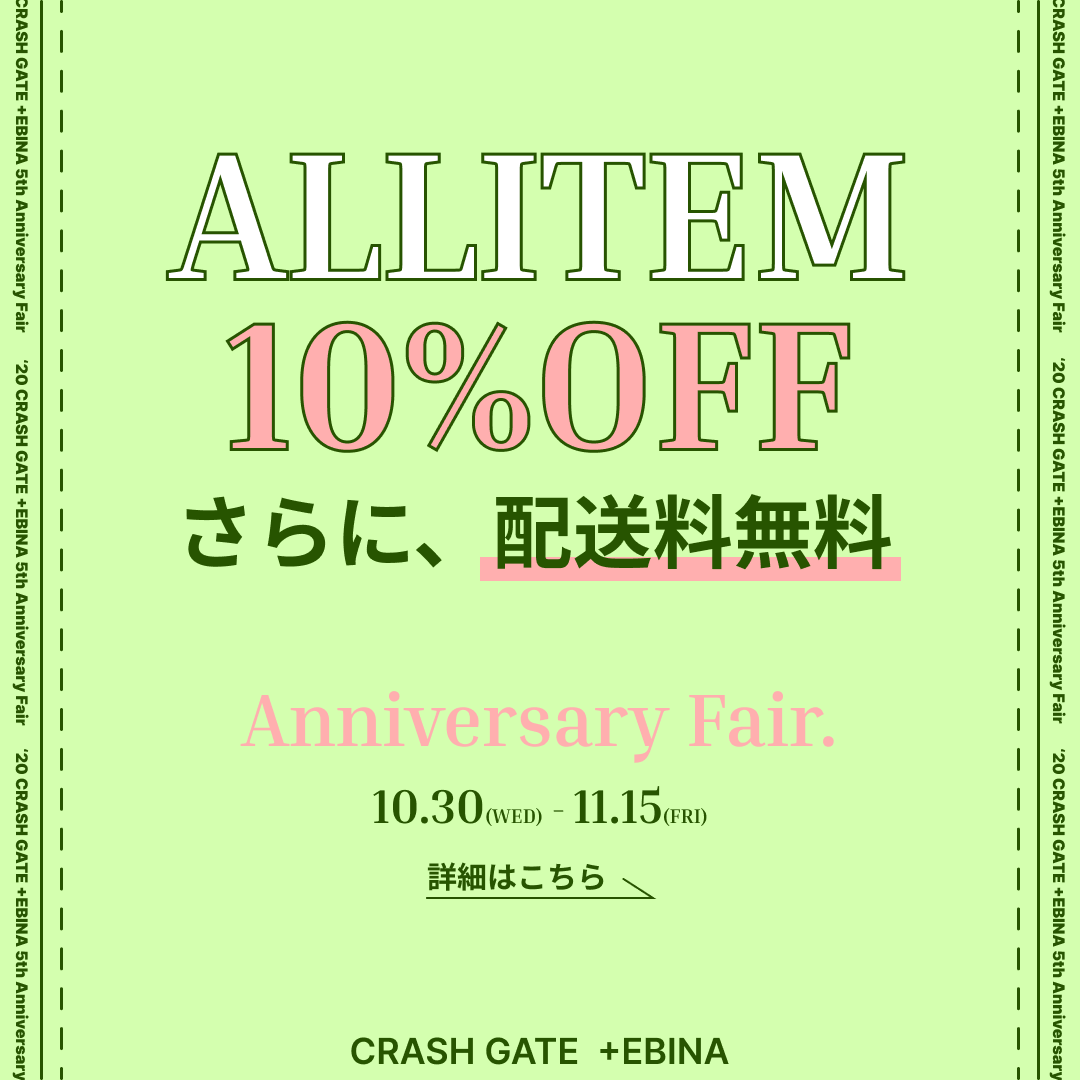 ALLITEM
10%OFF
さらに、配送料無料
Anniversary Fair.
10.30(WED) - 11.15(FRI)
詳細はこちら
CRASH GATE +EBINA
CRASH GATE +EBINA 5th Anniversary Fair
'20 CRASH GATE +EBINA 5th Anniversary Fair
'20 CRASH GATE +EBINA 5th Anniversary
CRASH GATE +EBINA 5th Anniversary Fair
'20 CRASH GATE +EBINA 5th Anniversary Fair
'20 CRASH GATE +EBINA 5th Anniversary